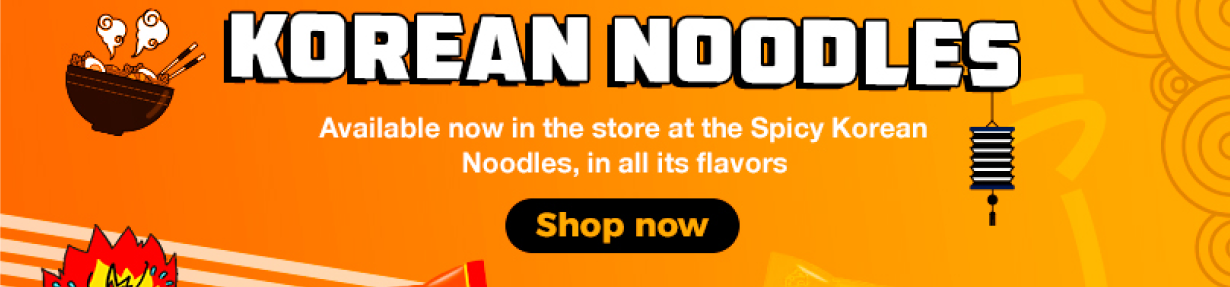 KOREAN NOODLES
Available now in the store at the Spicy Korean
Noodles, in all its flavors
Shop now